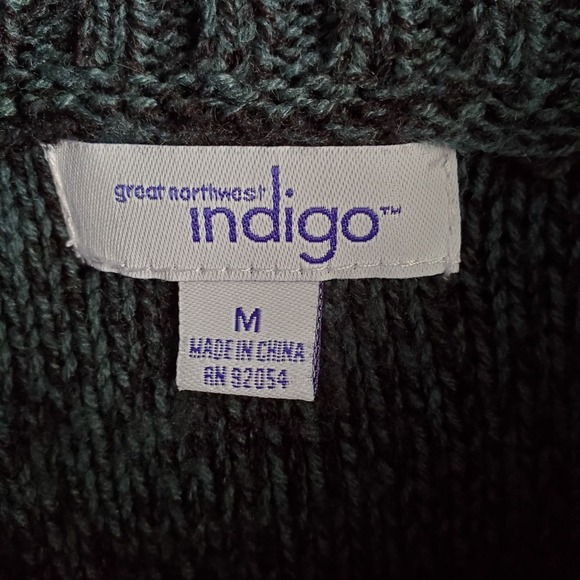 great northwest
indigo™
M
MADE IN CHINA
RN 92054